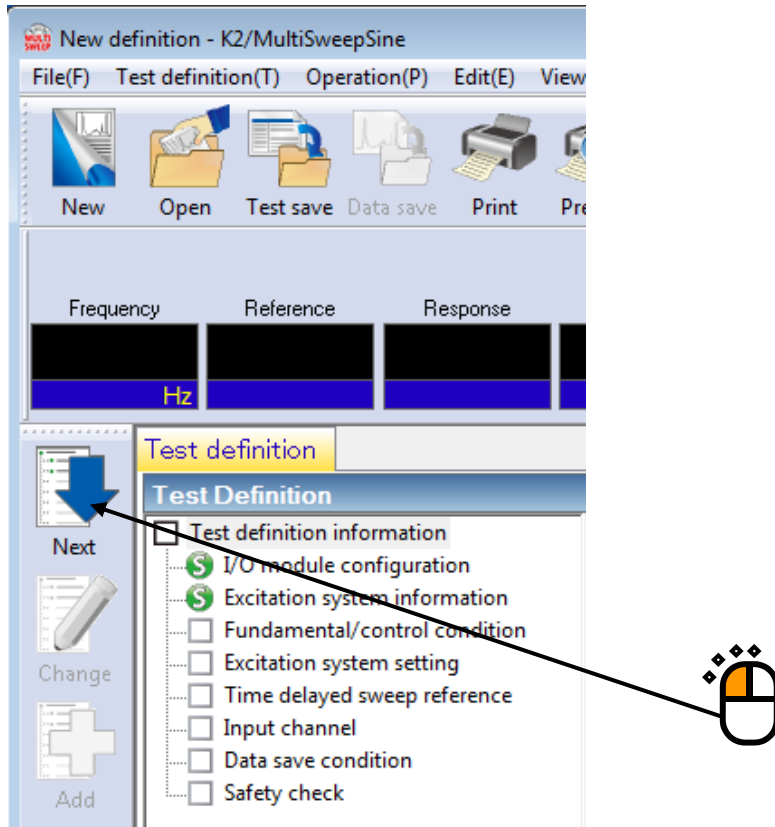 New definition - K2/MultiSweepSine
File(F) Test definition(T) Operation(P) Edit(E) View
New Open Test save Data save Print Pre
Frequency Reference Response
Hz
Test definition
Test Definition
Next
Test definition information
I/O module configuration
Excitation system information
Fundamental/control condition
Excitation system setting
Time delayed sweep reference
Input channel
Data save condition
Safety check
Change
Add